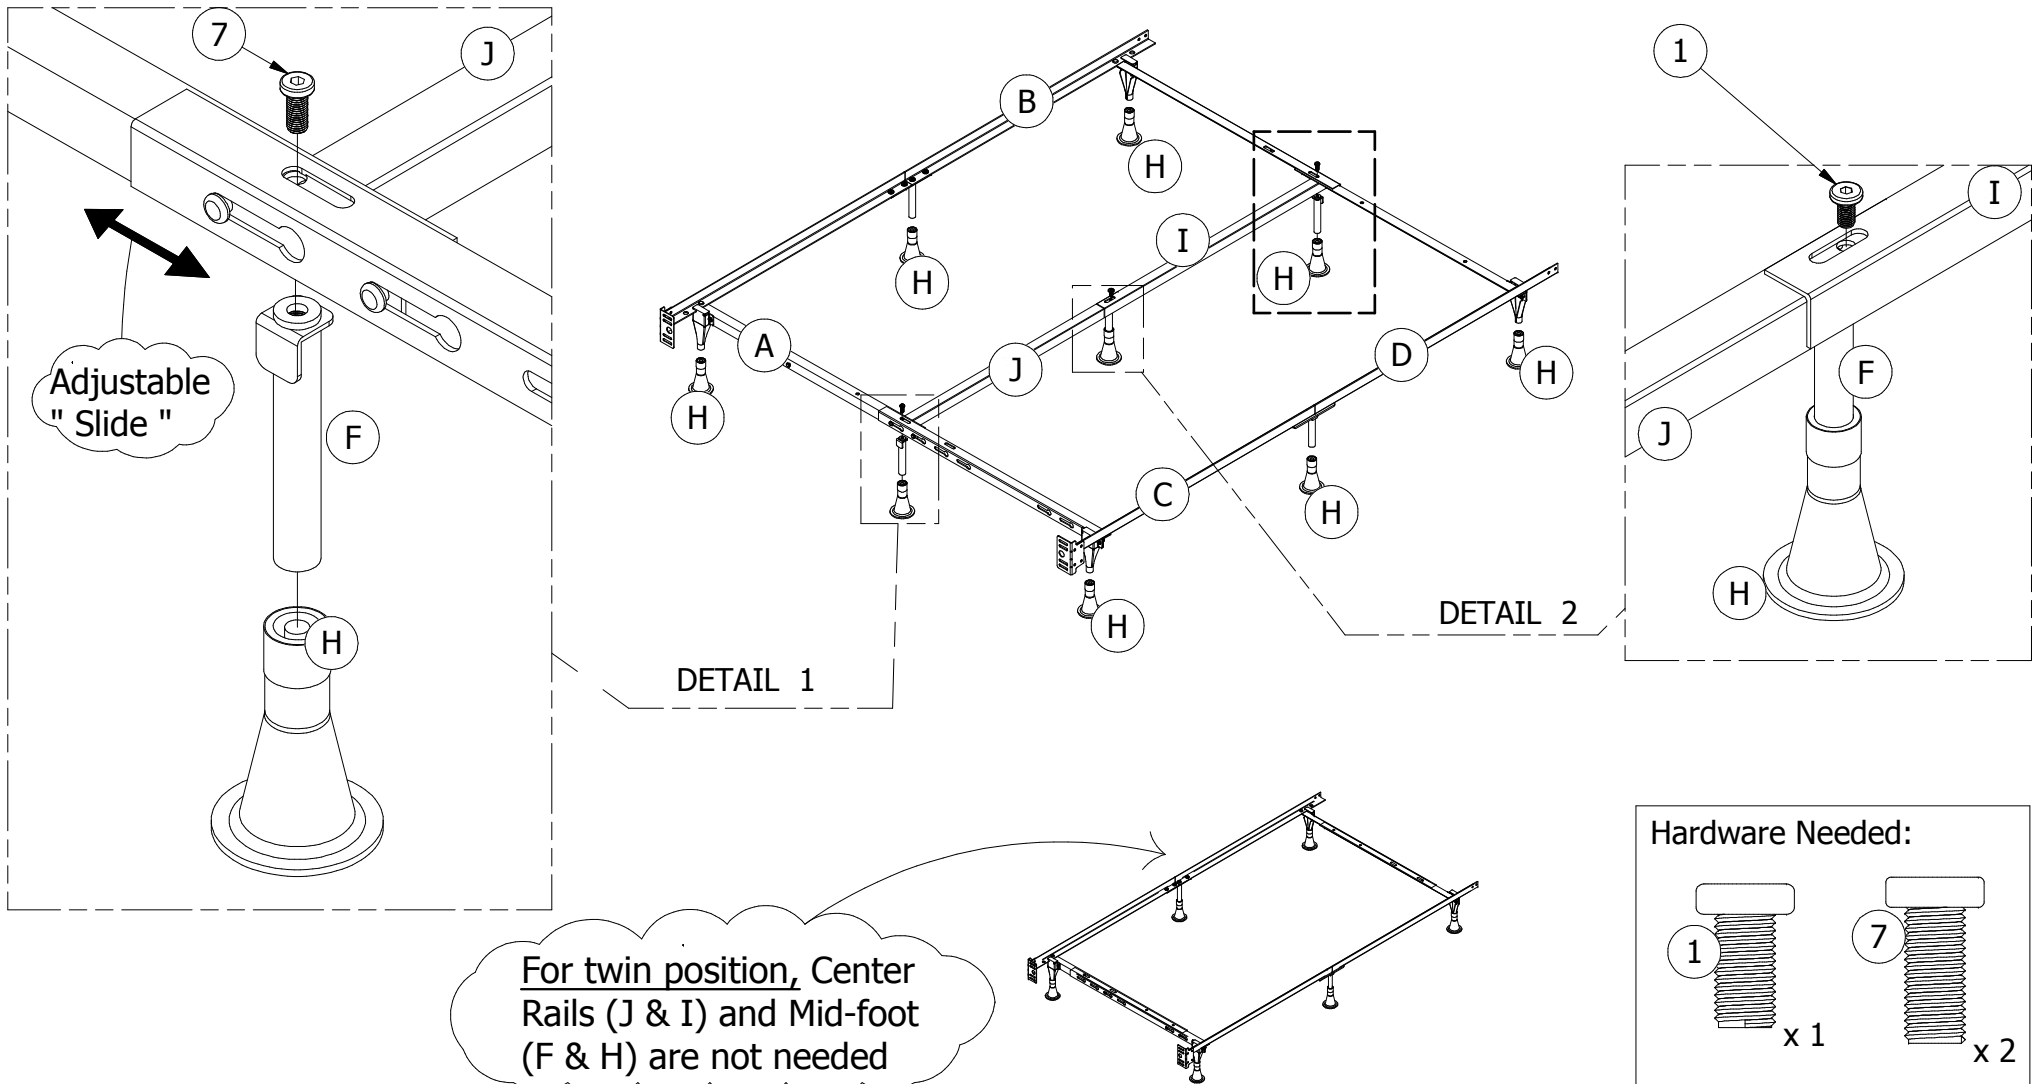 7
J
Adjustable
" Slide "
F
H
DETAIL 1
B
H
H
I
H
A
J
D
H
H
C
H
H
DETAIL 2
1
I
F
J
H
For twin position, Center
Rails (J & I) and Mid-foot
(F & H) are not needed
Hardware Needed:
1
x 1
7
x 2